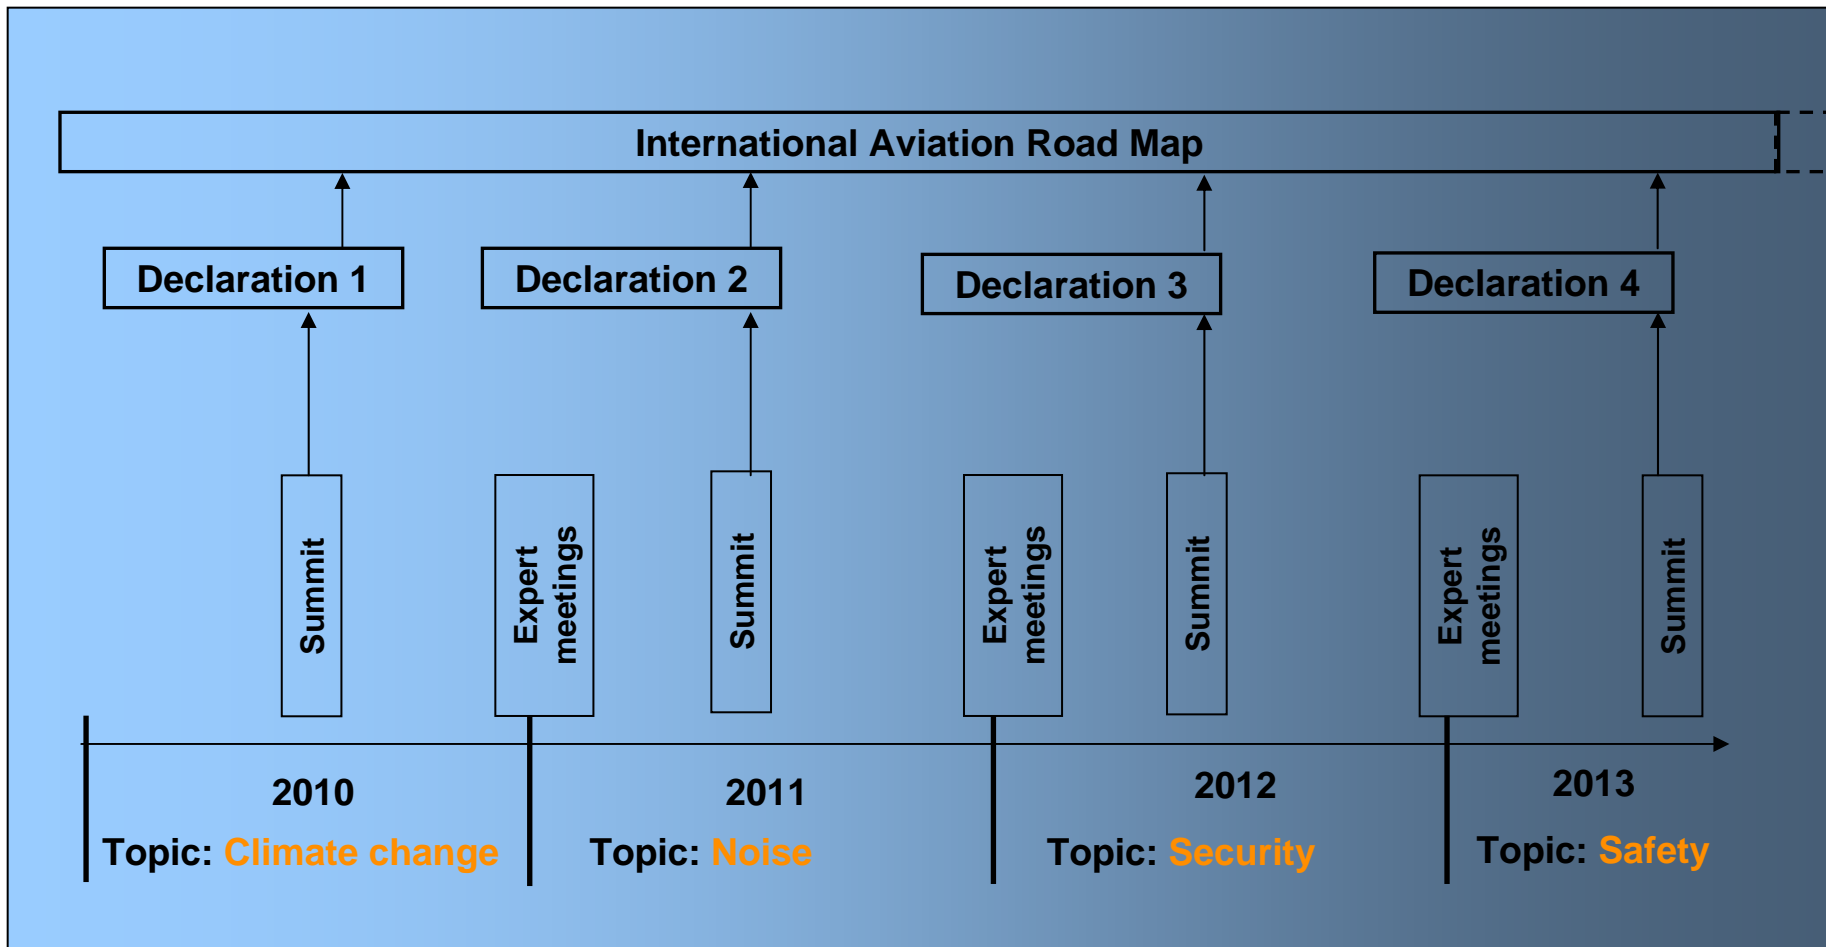 International Aviation Road Map
Declaration 1
Declaration 2
Declaration 3
Declaration 4
Summit
Expert
meetings
Summit
Expert
meetings
Summit
Expert
meetings
Summit
2010
2011
2012
2013
Topic: Climate change
Topic: Noise
Topic: Security
Topic: Safety